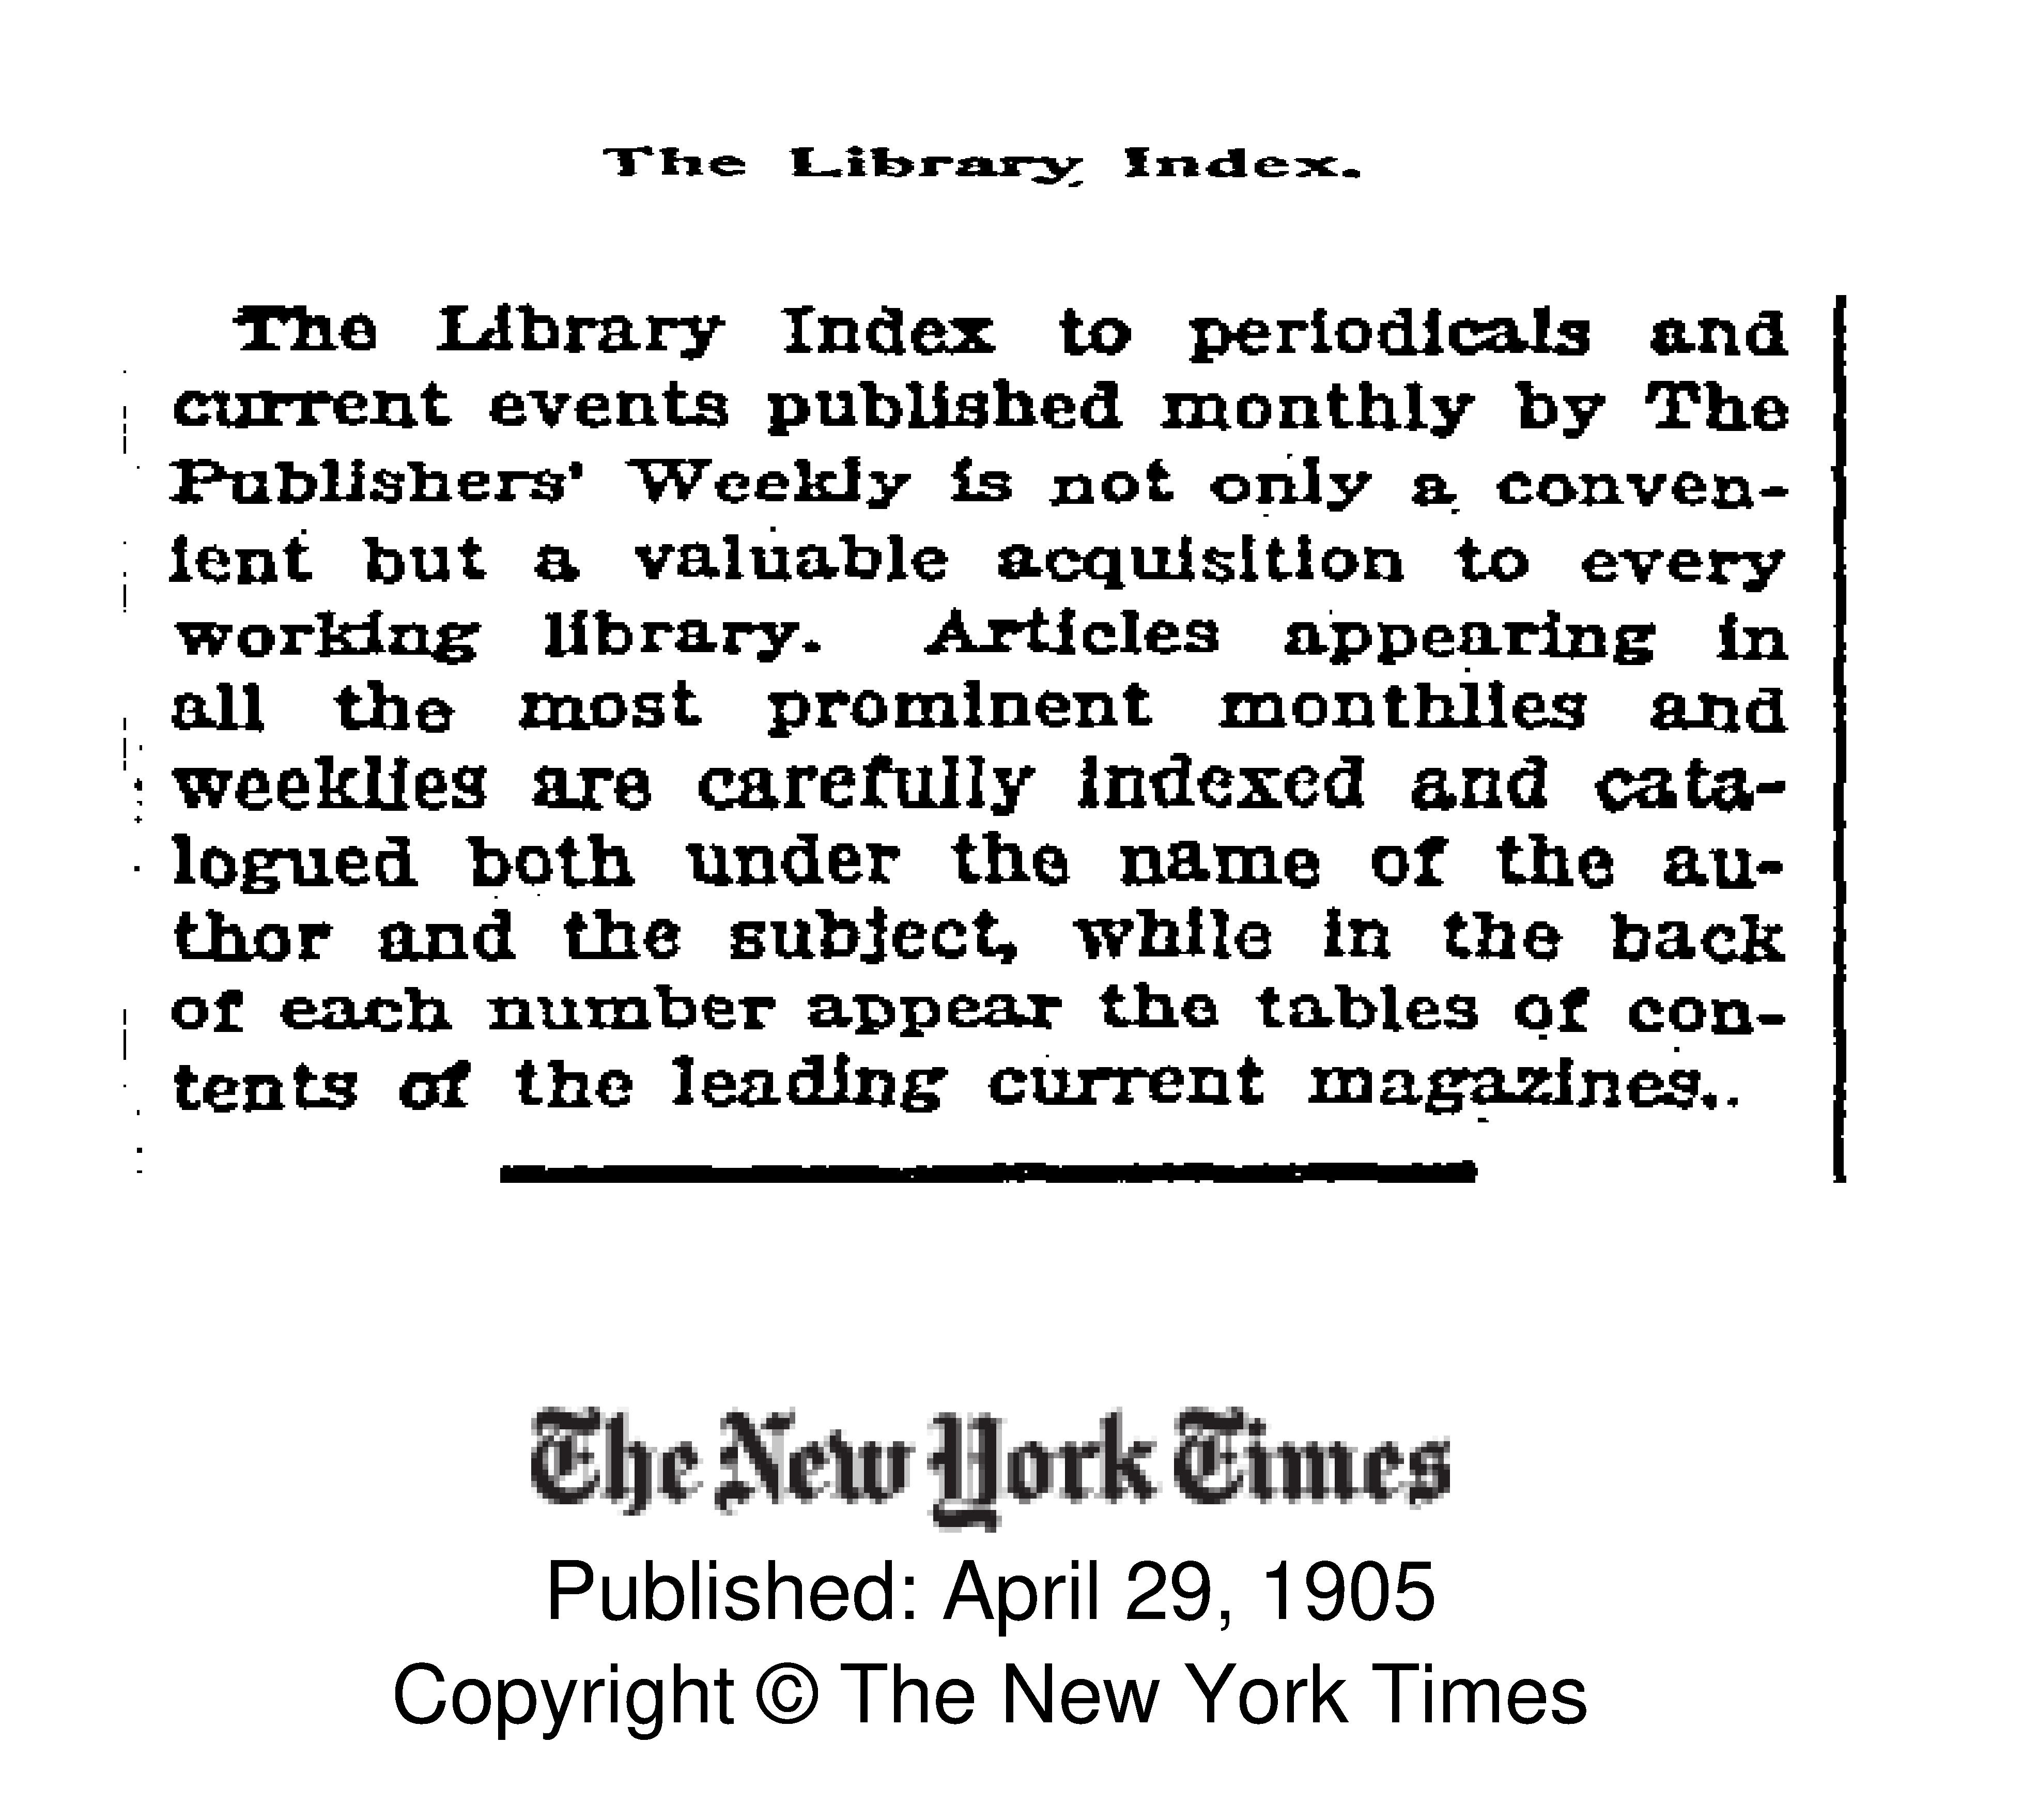 The Library Index.
The Library Index to periodicals and
current events published monthly by The
Publishers' Weekly is not only a conven-
ient but a valuable acquisition to every
working library. Articles appearing in
all the most prominent monthlies and
weeklies are carefully indexed and cata-
logued both under the name of the au-
thor and the subject, while in the back
of each number appear the tables of con-
tents of the leading current magazines.
The New York Times
Published: April 29, 1905
Copyright © The New York Times